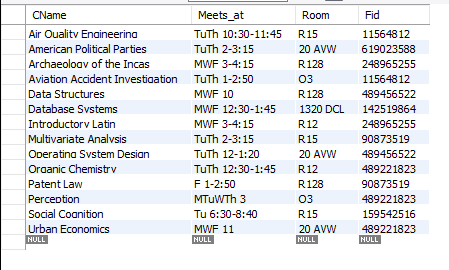 CName Meets_at Room Fid
Air Quality Engineering TuTh 10:30-11:45 R15 11564812
American Political Parties TuTh 2-3:15 20 AVW 619023588
Archaeology of the Incas MWF 3-4:15 R128 248965255
Aviation Accident Investigation TuTh 1-2:50 O3 11564812
Data Structures MWF 10 R128 489456522
Database Systems MWF 12:30-1:45 1320 DCL 142519864
Introductory Latin MWF 3-4:15 R12 248965255
Multivariate Analysis TuTh 2-3:15 R15 90873519
Operating System Design TuTh 12-1:20 20 AVW 489456522
Organic Chemistry TuTh 12:30-1:45 R12 489221823
Patent Law F 1-2:50 R128 90873519
Perception MTuWTh 3 O3 489221823
Social Cognition Tu 6:30-8:40 R15 159542516
Urban Economics MWF 11 20 AVW 489221823
NULL NULL NULL NULL